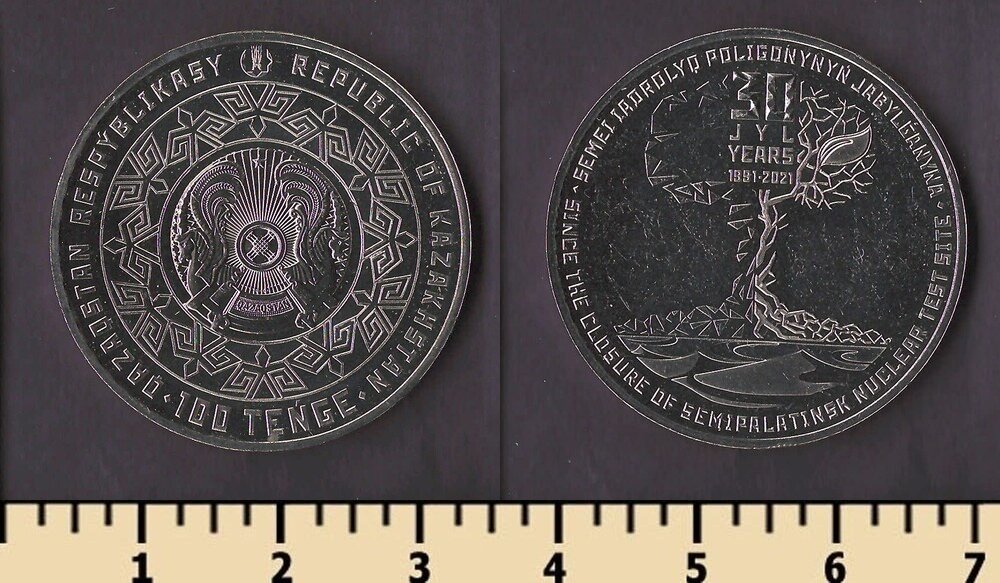 QAZAQSTAN RESPÝBLIKASY
REPUBLIC OF KAZAKHSTAN
100 TEŃGE
QAZAQSTAN
SEMEI IADROLYQ POLIGONYNYŃ JABYLǴANYNA
30
JYL
YEARS
1991-2021
SINCE THE CLOSURE OF SEMIPALATINSK NUCLEAR TEST SITE
1 2 3 4 5 6 7